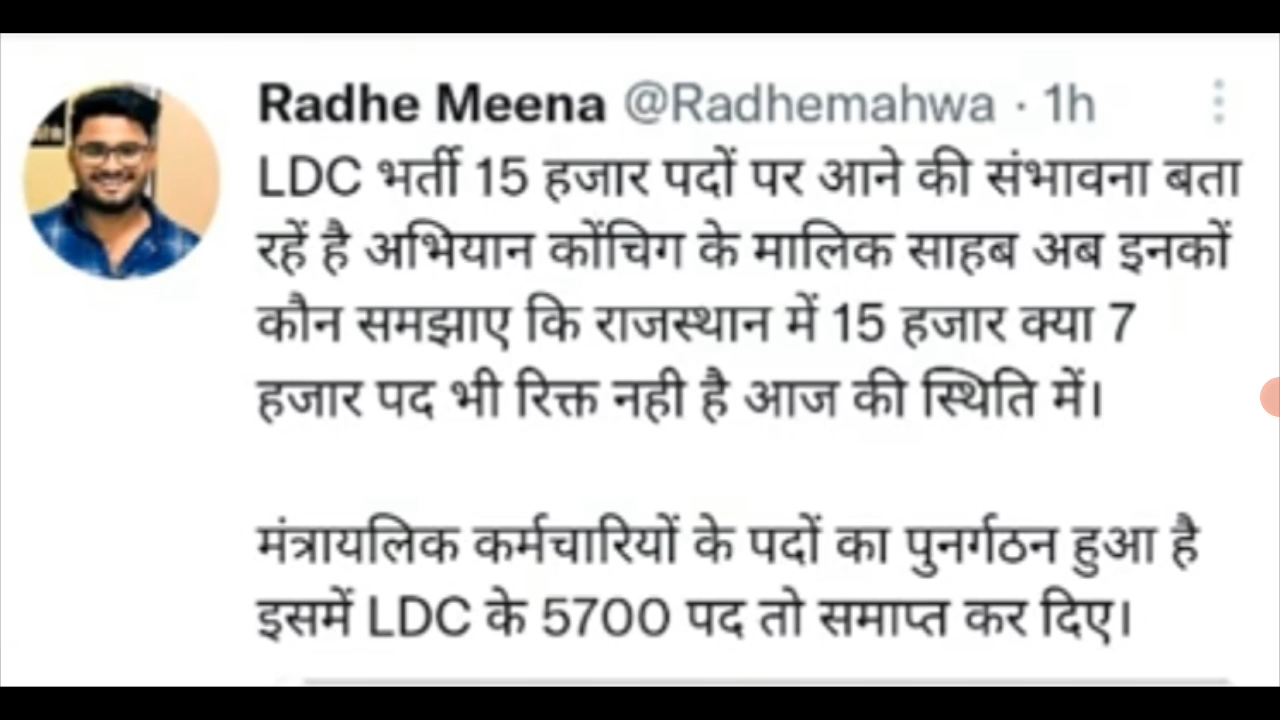 Radhe Meena @Radhemahwa · 1h
LDC भर्ती 15 हजार पदों पर आने की संभावना बता
रहें है अभियान कोंचिग के मालिक साहब अब इनकों
कौन समझाए कि राजस्थान में 15 हजार क्या 7
हजार पद भी रिक्त नही है आज की स्थिति में।
मंत्रायलिक कर्मचारियों के पदों का पुनर्गठन हुआ है
इसमें LDC के 5700 पद तो समाप्त कर दिए।